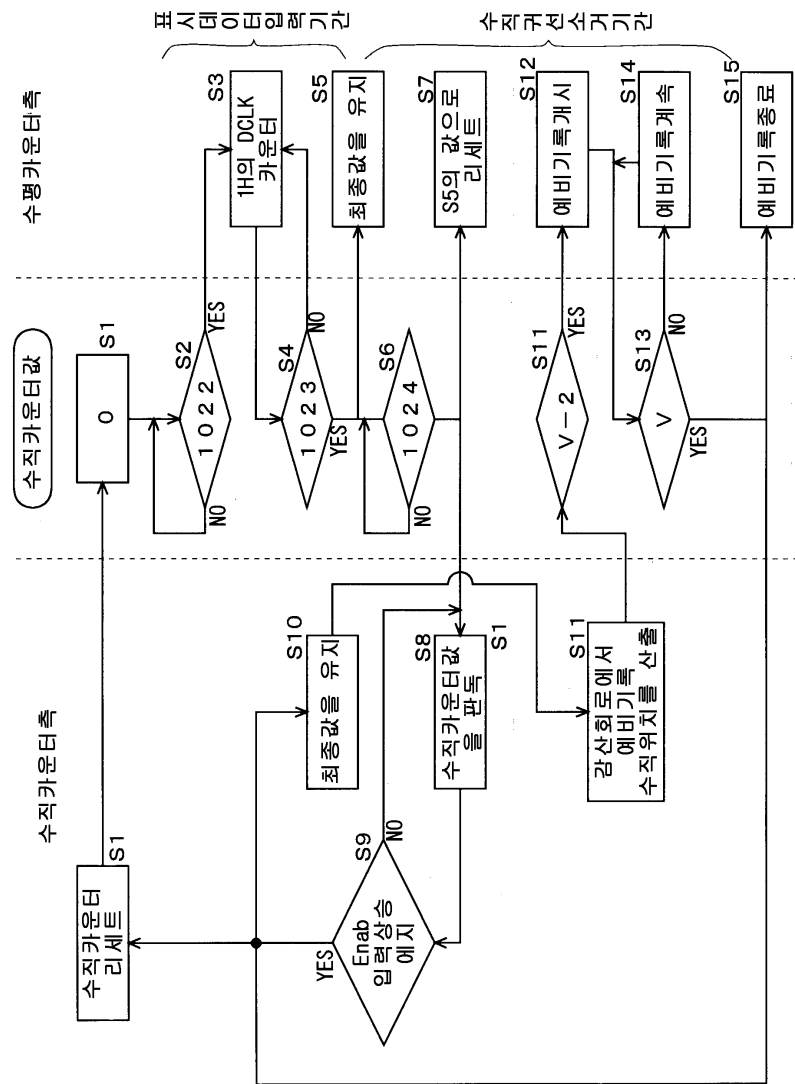 수직카운터측
수직카운터값
수평카운터측
수직카운터
리세트
S1
0
S1
S2
1022
YES
NO
S3
1H의 DCLK
카운터
표시데이터입력기간
S4
1023
NO
YES
S5
최종값을 유지
S6
1024
NO
S7
S5의 값으로
리세트
수직귀선소거기간
S8
수직카운터값
을 판독
S1
S9
Enab
입력상승
에지
YES
NO
S10
최종값을 유지
S11
감산회로에서
예비기록
수직위치를 산출
S11
V-2
YES
S12
예비기록개시
S13
V
NO
YES
S14
예비기록계속
S15
예비기록종료